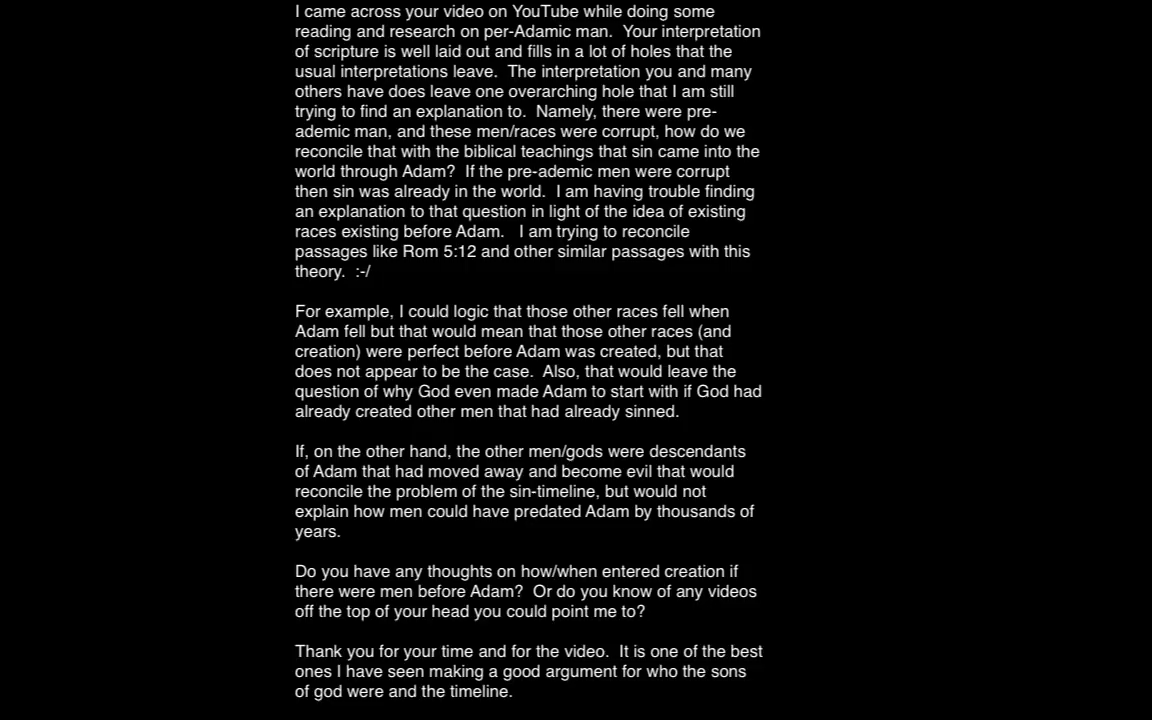 I came across your video on YouTube while doing some
reading and research on per-Adamic man.  Your interpretation
of scripture is well laid out and fills in a lot of holes that the
usual interpretations leave.  The interpretation you and many
others have does leave one overarching hole that I am still
trying to find an explanation to.  Namely, there were pre-
ademic man, and these men/races were corrupt, how do we
reconcile that with the biblical teachings that sin came into the
world through Adam?  If the pre-ademic men were corrupt
then sin was already in the world.  I am having trouble finding
an explanation to that question in light of the idea of existing
races existing before Adam.   I am trying to reconcile
passages like Rom 5:12 and other similar passages with this
theory.  :-/
For example, I could logic that those other races fell when
Adam fell but that would mean that those other races (and
creation) were perfect before Adam was created, but that
does not appear to be the case.  Also, that would leave the
question of why God even made Adam to start with if God had
already created other men that had already sinned.
If, on the other hand, the other men/gods were descendants
of Adam that had moved away and become evil that would
reconcile the problem of the sin-timeline, but would not
explain how men could have predated Adam by thousands of
years.
Do you have any thoughts on how/when entered creation if
there were men before Adam?  Or do you know of any videos
off the top of your head you could point me to?
Thank you for your time and for the video.  It is one of the best
ones I have seen making a good argument for who the sons
of god were and the timeline.